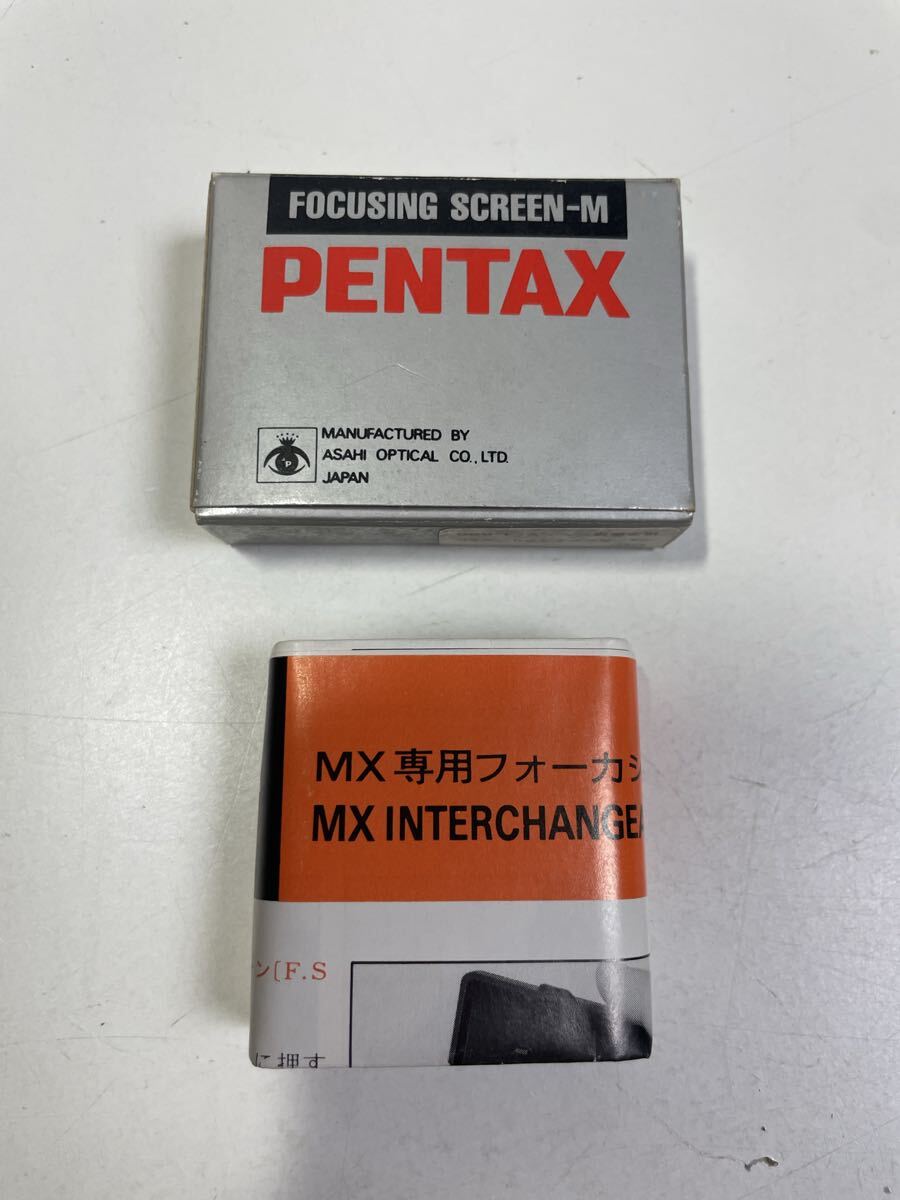 FOCUSING SCREEN-M
PENTAX
MANUFACTURED BY
ASAHI OPTICAL CO., LTD.
JAPAN
MX専用フォーカシ
MX INTERCHANGEA
ン〔F.S
に押す